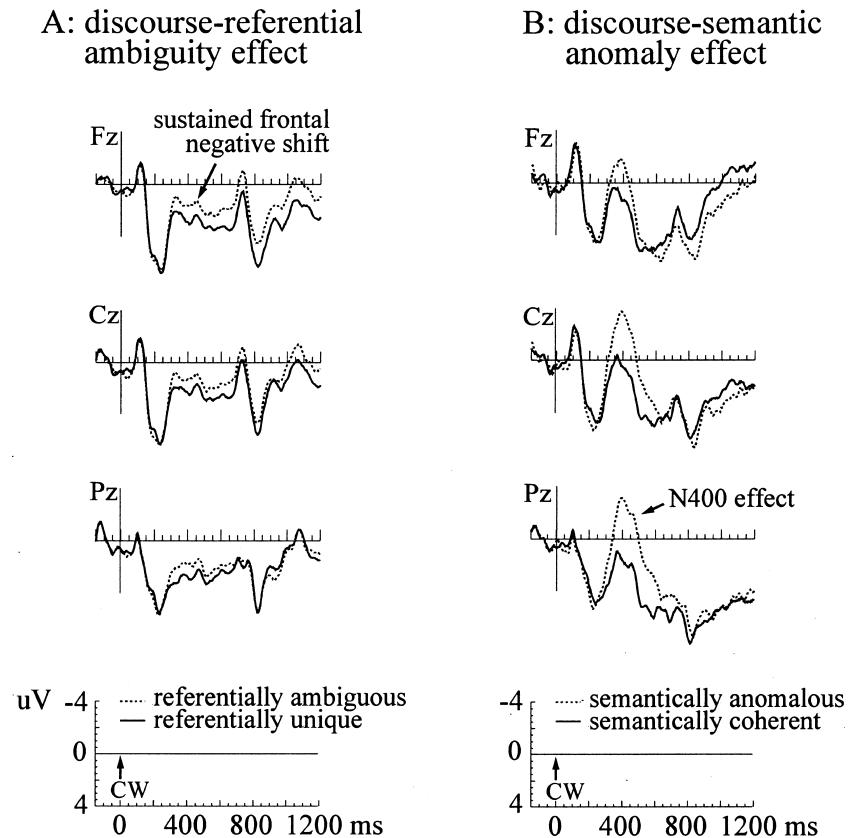 A: discourse-referential
ambiguity effect
Fz
sustained frontal
negative shift
Cz
Pz
uV
-4
0
4
referentially ambiguous
referentially unique
CW
0 400 800 1200 ms
B: discourse-semantic
anomaly effect
Fz
Cz
Pz
N400 effect
-4
0
4
semantically anomalous
semantically coherent
CW
0 400 800 1200 ms